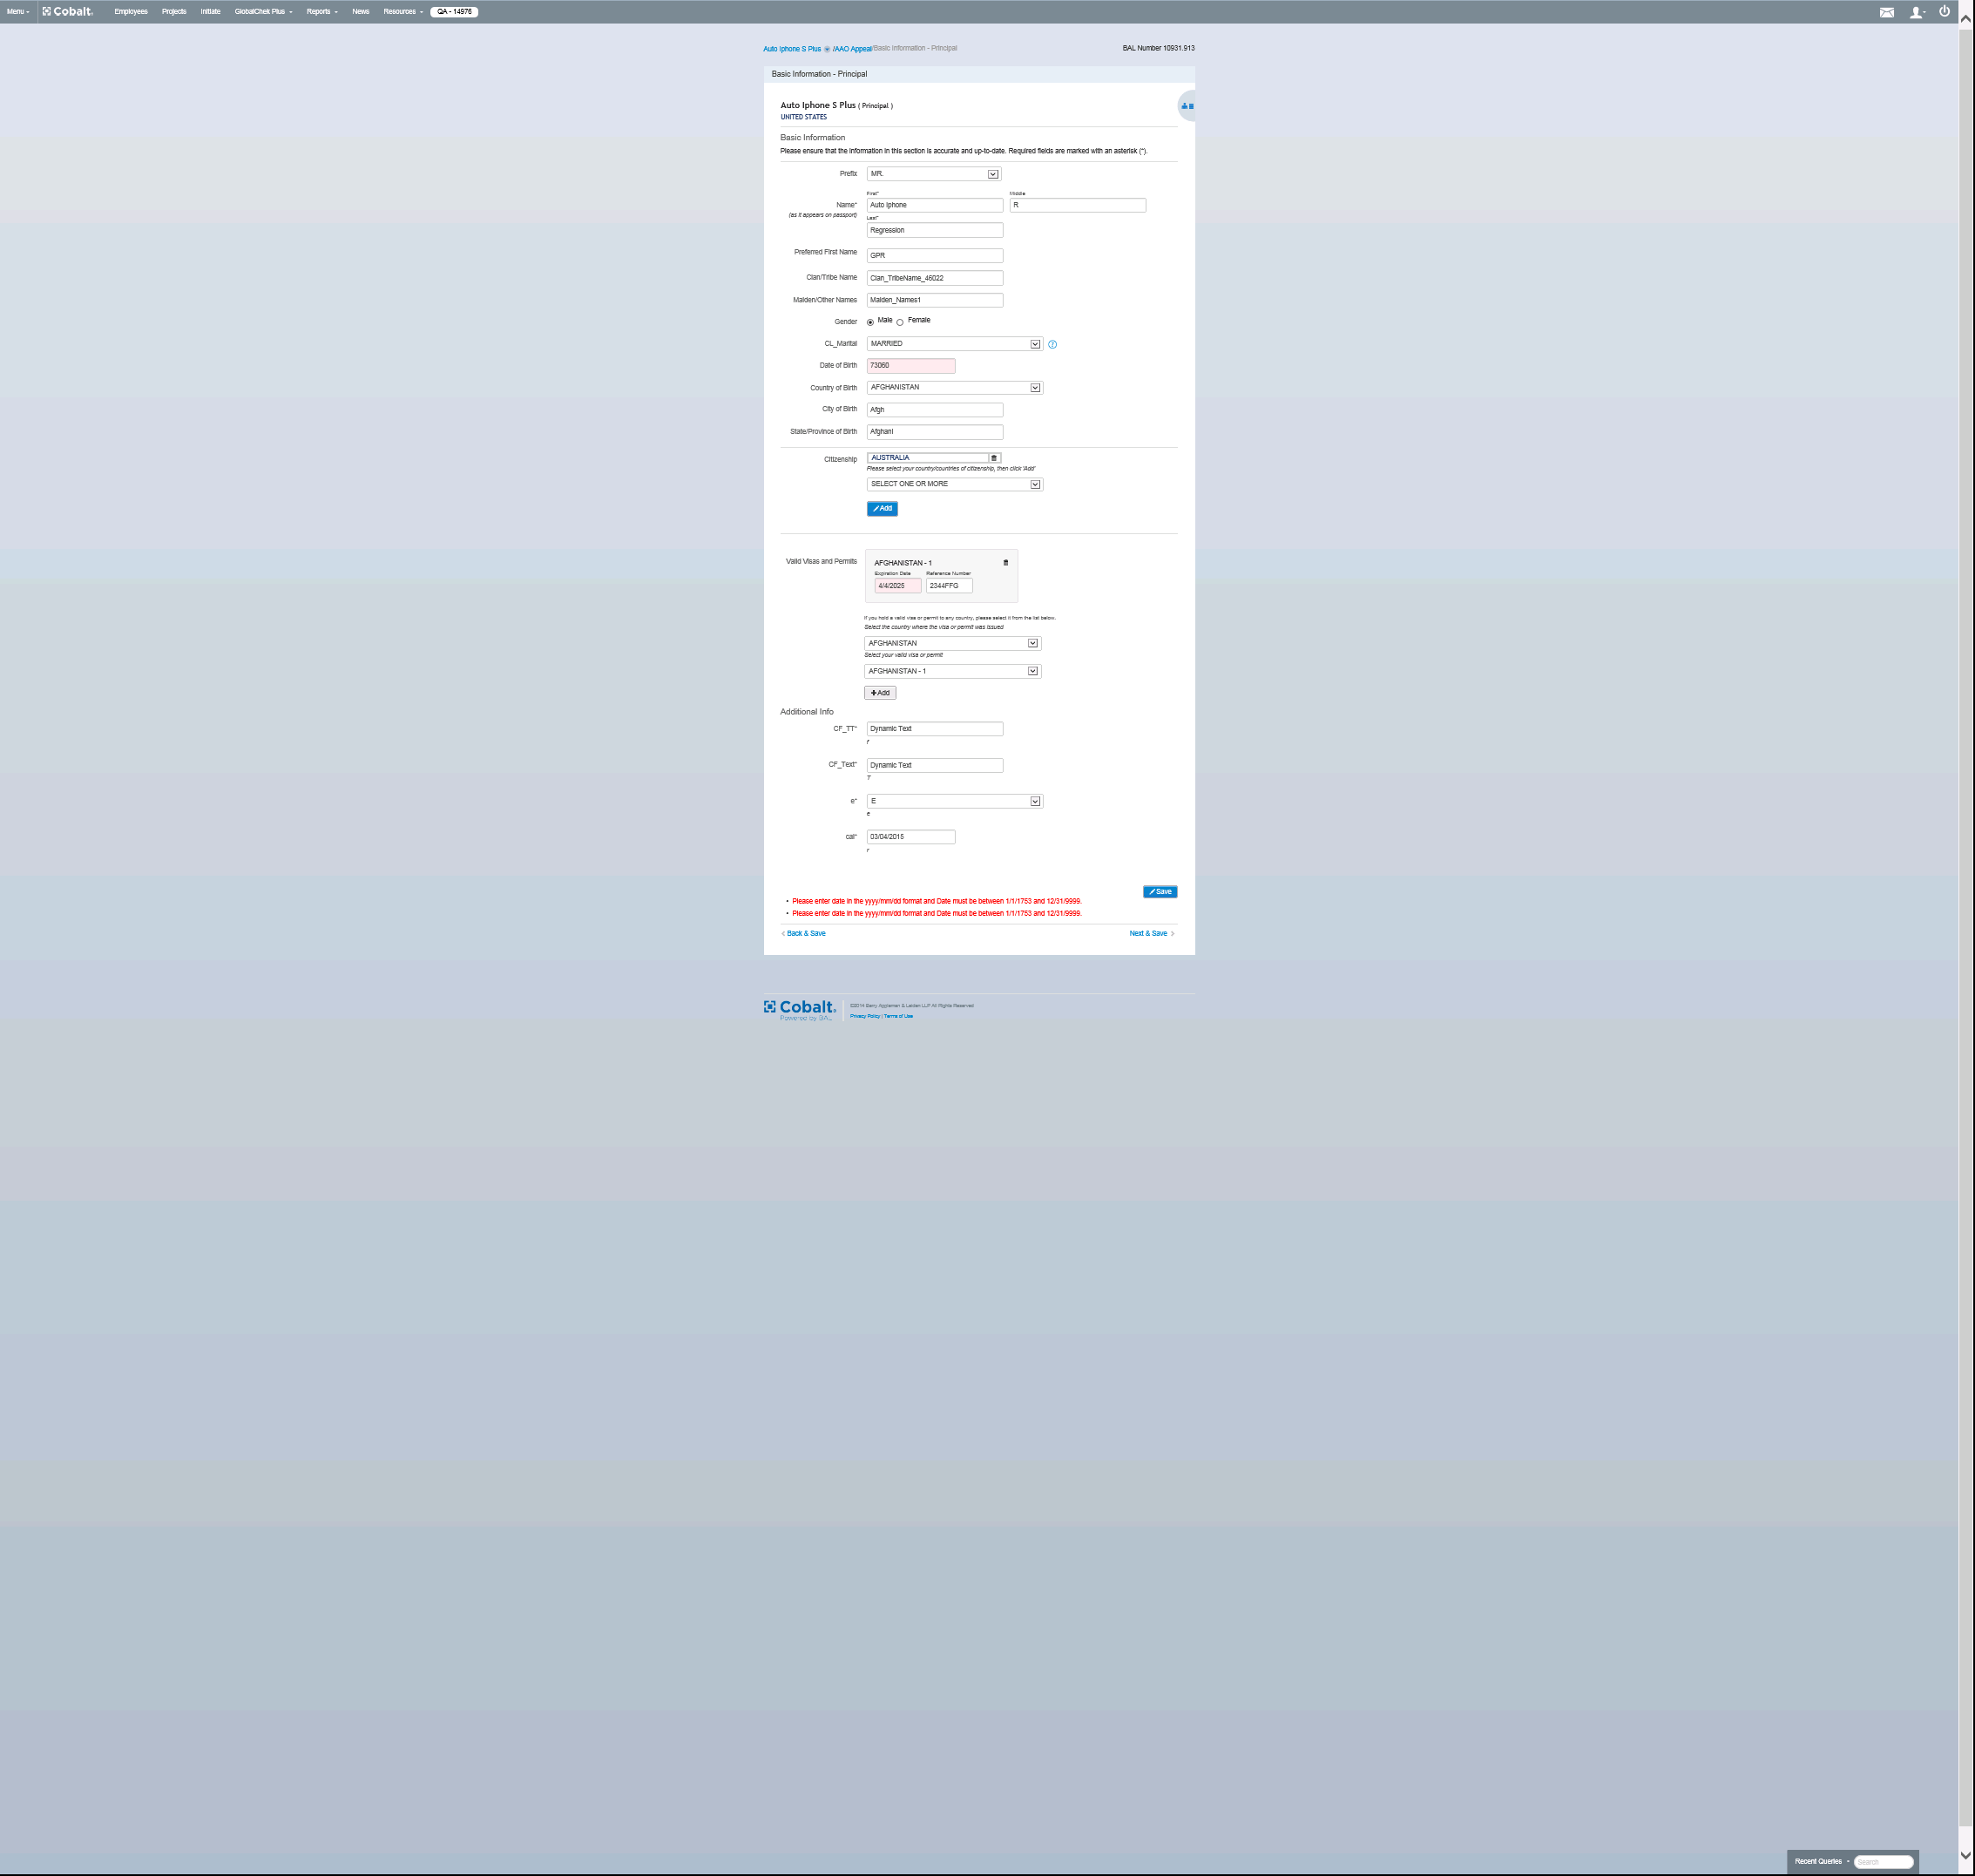 Menu Cobalt. Employees Projects Initiate GlobalChek Plus Reports News Resources QA - 14976
Auto Iphone S Plus /AAO Appeal/Basic Information - Principal BAL Number 10931.913
Basic Information - Principal
Auto Iphone S Plus ( Principal )
UNITED STATES
Basic Information
Please ensure that the information in this section is accurate and up-to-date. Required fields are marked with an asterisk (*).
Prefix MR.
First* Middle
Name* Auto Iphone R
(as it appears on passport) Last*
Regression
Preferred First Name GPR
Clan/Tribe Name Clan_TribeName_46022
Maiden/Other Names Maiden_Names1
Gender Male Female
CL_Marital MARRIED
Date of Birth 73060
Country of Birth AFGHANISTAN
City of Birth Afgh
State/Province of Birth Afghani
Citizenship AUSTRALIA
Please select your country/countries of citizenship, then click 'Add'
SELECT ONE OR MORE
Add
Valid Visas and Permits AFGHANISTAN - 1
Expiration Date Reference Number
4/4/2025 2344FFG
If you hold a valid visa or permit to any country, please select it from the list below.
Select the country where the visa or permit was issued
AFGHANISTAN
Select your valid visa or permit
AFGHANISTAN - 1
Add
Additional Info
CF_TT* Dynamic Text
CF_Text* Dynamic Text
T
e* E
e
cal* 03/04/2015
r
Save
• Please enter date in the yyyy/mm/dd format and Date must be between 1/1/1753 and 12/31/9999.
• Please enter date in the yyyy/mm/dd format and Date must be between 1/1/1753 and 12/31/9999.
Back & Save Next & Save
Cobalt. ©2014 Barry Appleman & Leiden LLP All Rights Reserved
Powered by BAL Privacy Policy | Terms of Use
Recent Queries Search